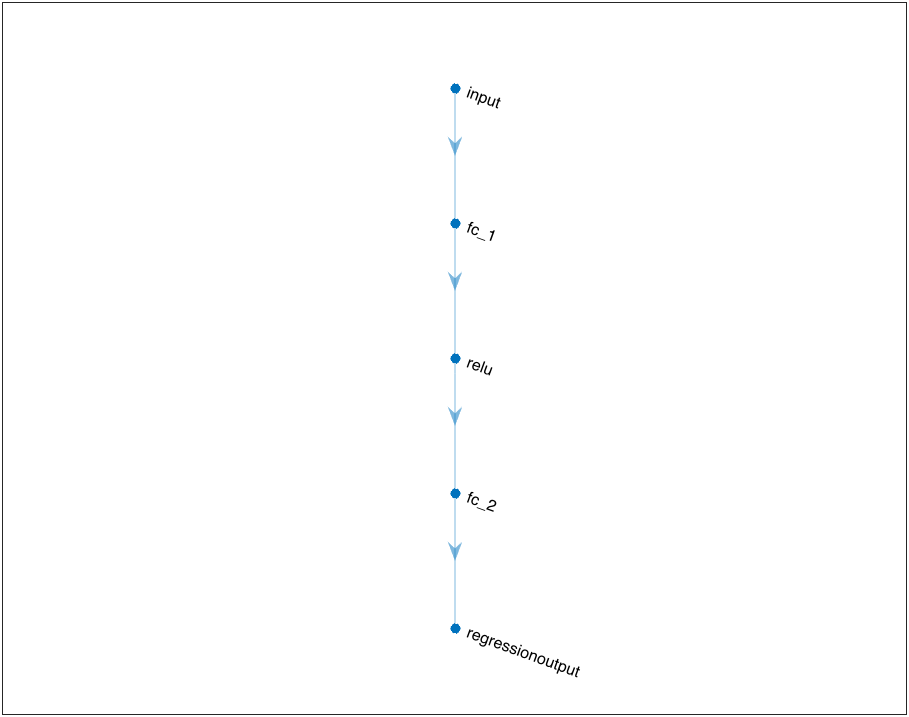 input
fc_1
relu
fc_2
regressionoutput